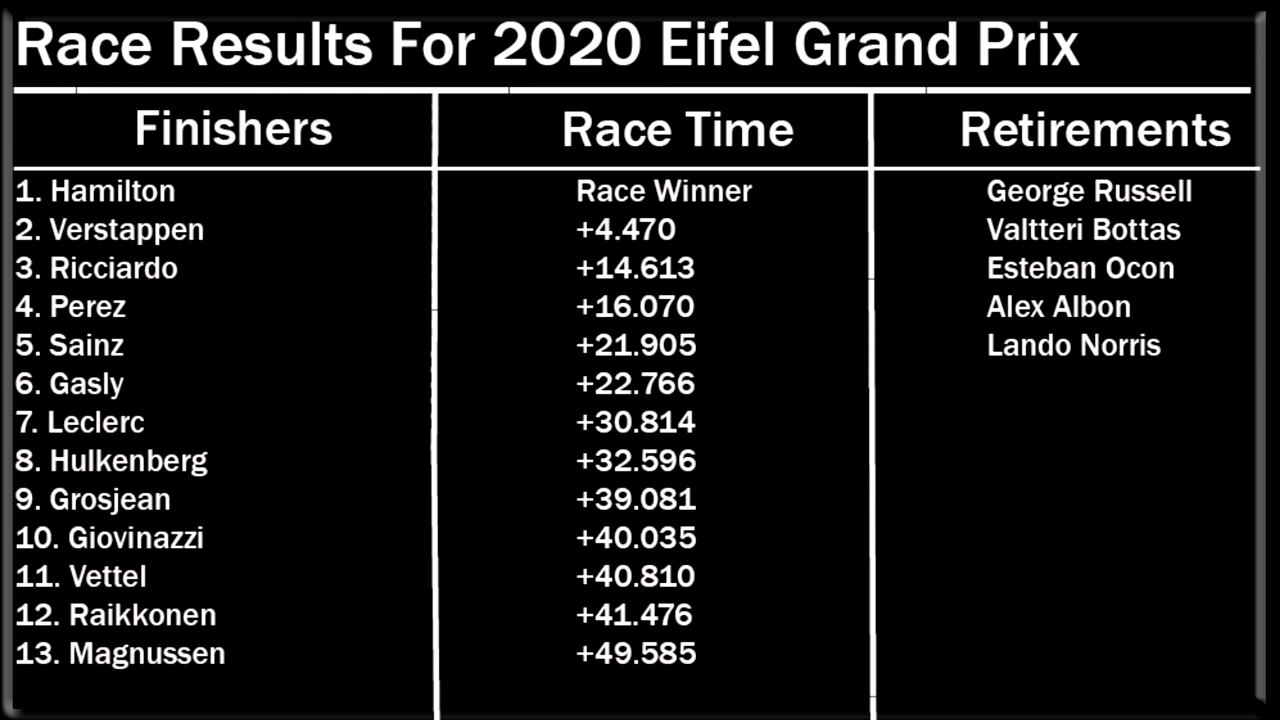 Race Results For 2020 Eifel Grand Prix
Finishers Race Time Retirements
1. Hamilton Race Winner George Russell
2. Verstappen +4.470 Valtteri Bottas
3. Ricciardo +14.613 Esteban Ocon
4. Perez +16.070 Alex Albon
5. Sainz +21.905 Lando Norris
6. Gasly +22.766
7. Leclerc +30.814
8. Hulkenberg +32.596
9. Grosjean +39.081
10. Giovinazzi +40.035
11. Vettel +40.810
12. Raikkonen +41.476
13. Magnussen +49.585